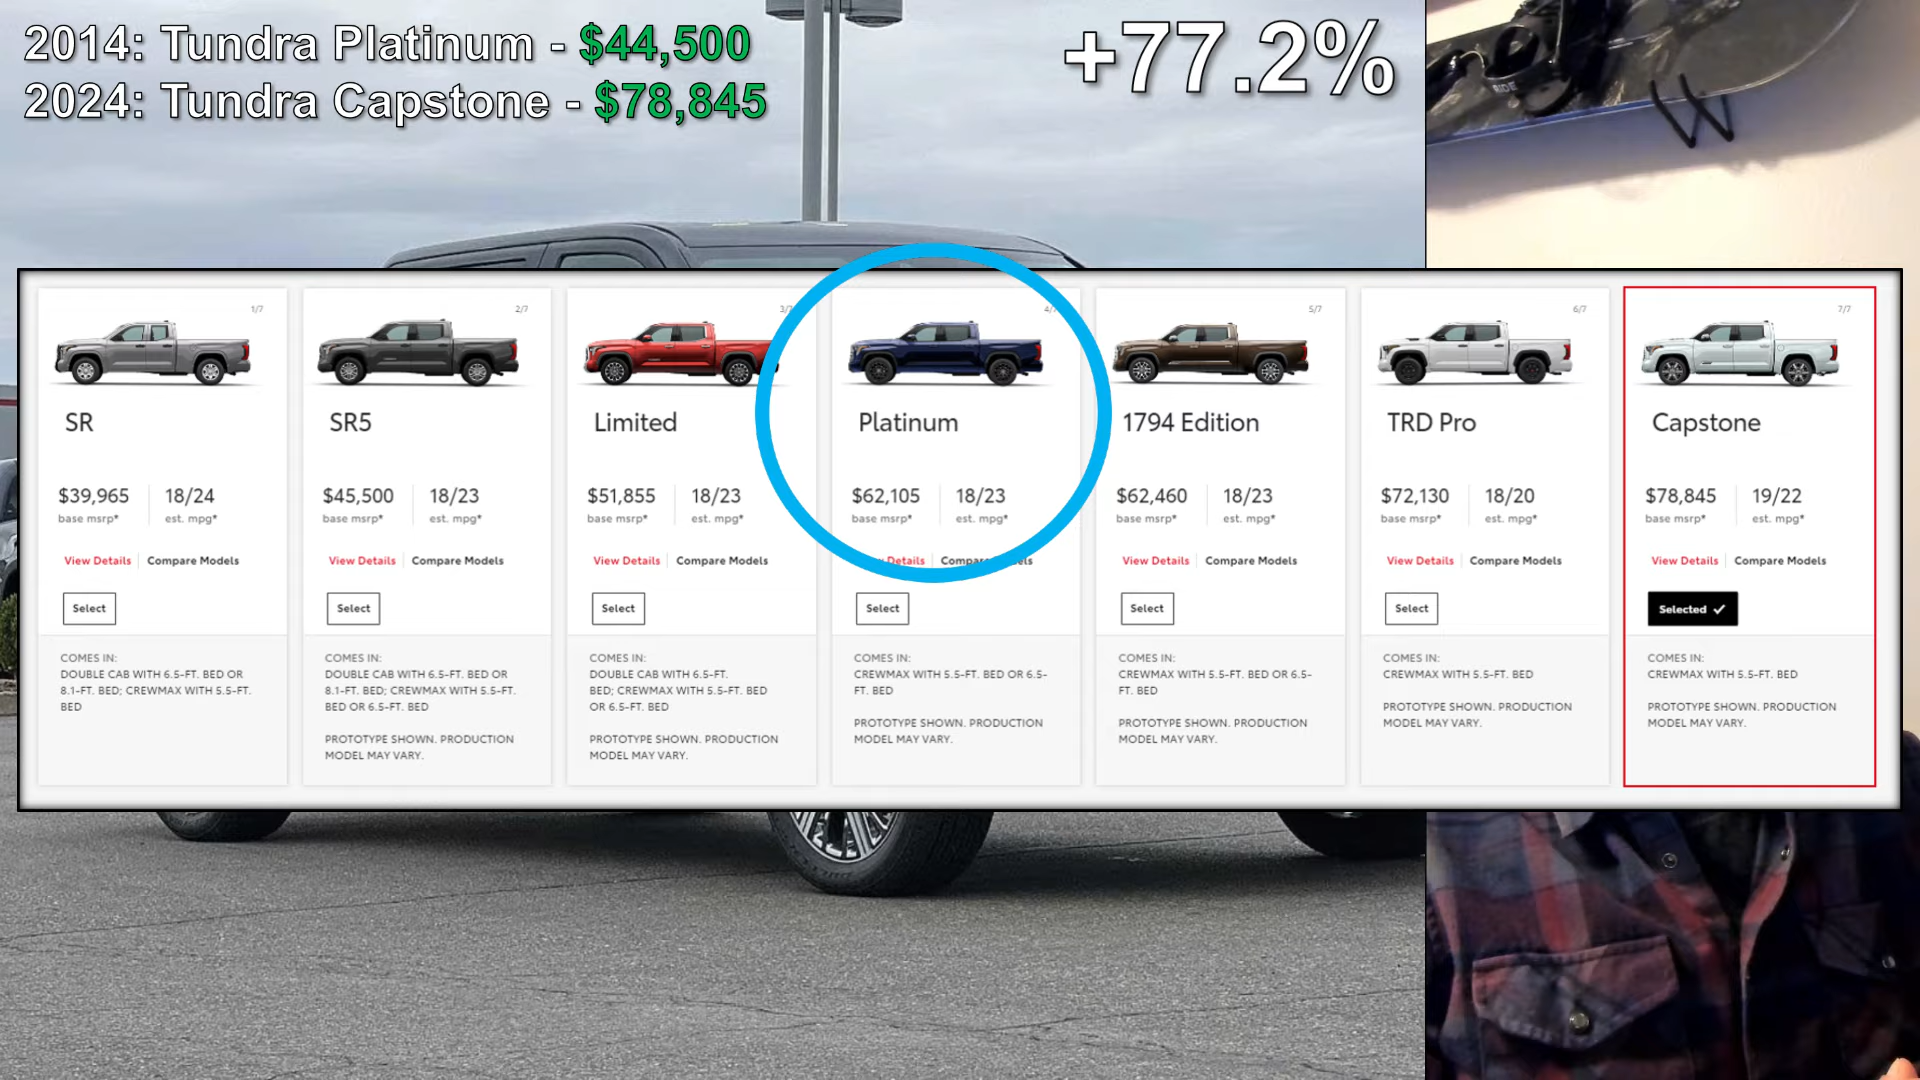 2014: Tundra Platinum - $44,500
2024: Tundra Capstone - $78,845
+77.2%
RIDE
1/7
SR
$39,965 18/24
base msrp* est. mpg*
View Details Compare Models
Select
COMES IN:
DOUBLE CAB WITH 6.5-FT. BED OR
8.1-FT. BED; CREWMAX WITH 5.5-FT.
BED
2/7
SR5
$45,500 18/23
base msrp* est. mpg*
View Details Compare Models
Select
COMES IN:
DOUBLE CAB WITH 6.5-FT. BED OR
8.1-FT. BED; CREWMAX WITH 5.5-FT.
BED OR 6.5-FT. BED
PROTOTYPE SHOWN. PRODUCTION
MODEL MAY VARY.
3/7
Limited
$51,855 18/23
base msrp* est. mpg*
View Details Compare Models
Select
COMES IN:
DOUBLE CAB WITH 6.5-FT.
BED; CREWMAX WITH 5.5-FT. BED
OR 6.5-FT. BED
PROTOTYPE SHOWN. PRODUCTION
MODEL MAY VARY.
4/
Platinum
$62,105 18/23
base msrp* est. mpg*
Details
Select
COMES IN:
CREWMAX WITH 5.5-FT. BED OR 6.5-
FT. BED
PROTOTYPE SHOWN. PRODUCTION
MODEL MAY VARY.
5/7
1794 Edition
$62,460 18/23
base msrp* est. mpg*
View Details Compare Models
Select
COMES IN:
CREWMAX WITH 5.5-FT. BED OR 6.5-
FT. BED
PROTOTYPE SHOWN. PRODUCTION
MODEL MAY VARY.
6/7
TRD Pro
$72,130 18/20
base msrp* est. mpg*
View Details Compare Models
Select
COMES IN:
CREWMAX WITH 5.5-FT. BED
PROTOTYPE SHOWN. PRODUCTION
MODEL MAY VARY.
7/7
Capstone
$78,845 19/22
base msrp* est. mpg*
View Details Compare Models
Selected
COMES IN:
CREWMAX WITH 5.5-FT. BED
PROTOTYPE SHOWN. PRODUCTION
MODEL MAY VARY.